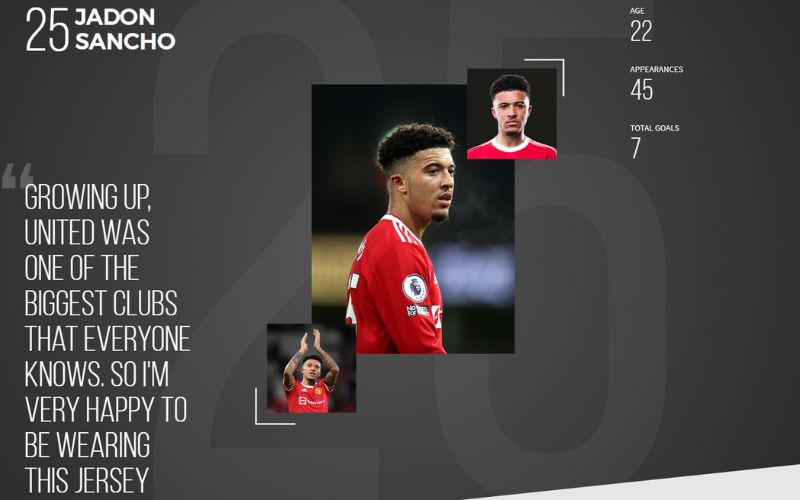 25 JADON
SANCHO
AGE
22
APPEARANCES
45
TOTAL GOALS
7
“
GROWING UP,
UNITED WAS
ONE OF THE
BIGGEST CLUBS
THAT EVERYONE
KNOWS. SO I'M
VERY HAPPY TO
BE WEARING
THIS JERSEY
25